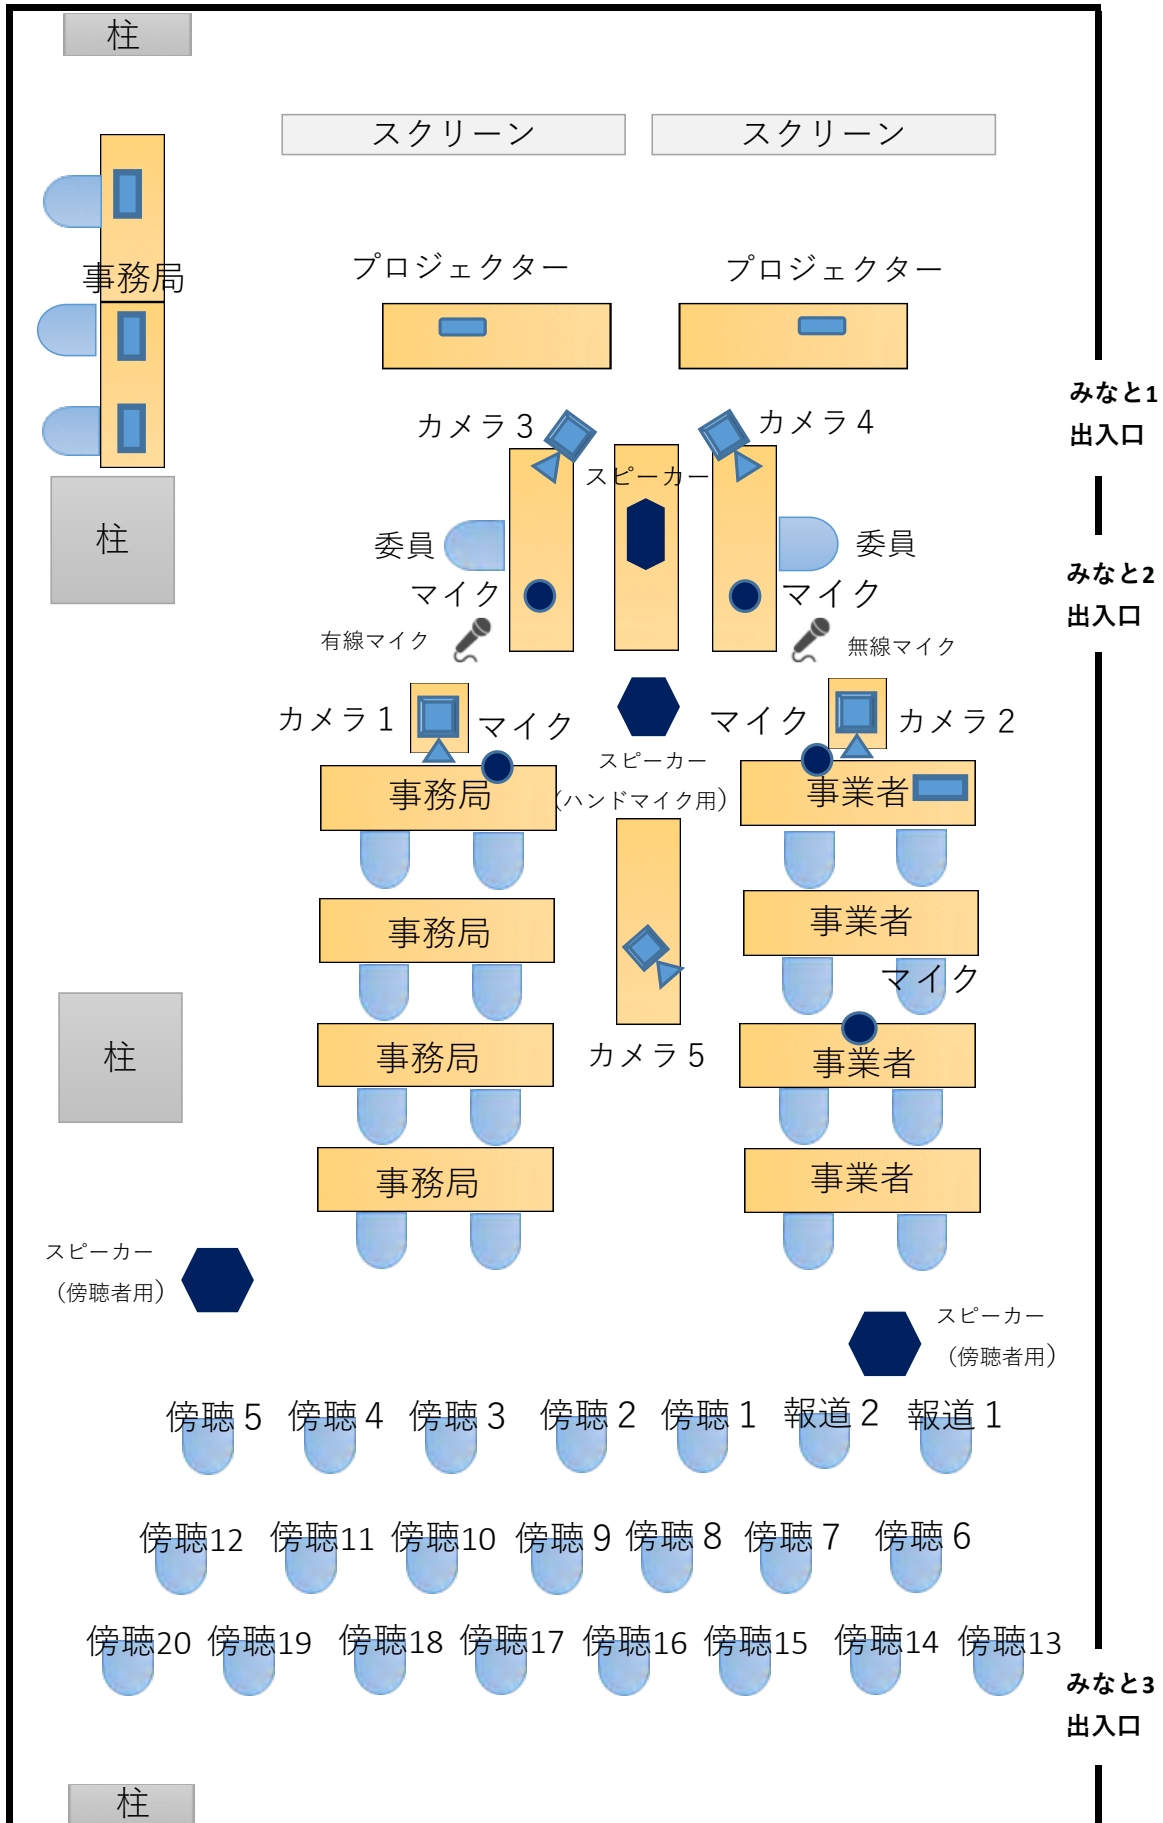 柱
スクリーン
スクリーン
事務局
プロジェクター
プロジェクター
みなと1
出入口
カメラ３
カメラ４
スピーカー
柱
委員
委員
みなと2
出入口
マイク
マイク
有線マイク
無線マイク
カメラ１
マイク
マイク
カメラ２
スピーカー
（ハンドマイク用）
事務局
事業者
事務局
事業者
マイク
事務局
カメラ５
事業者
柱
事務局
事業者
スピーカー
（傍聴者用）
スピーカー
（傍聴者用）
傍聴５
傍聴４
傍聴３
傍聴２
傍聴１
報道２
報道１
傍聴12
傍聴11
傍聴10
傍聴９
傍聴８
傍聴７
傍聴６
傍聴20
傍聴19
傍聴18
傍聴17
傍聴16
傍聴15
傍聴14
傍聴13
みなと3
出入口
柱